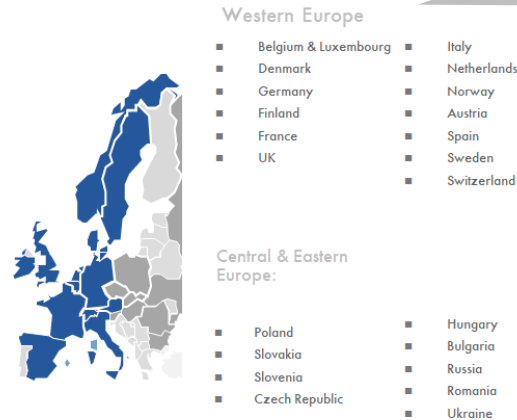 Western Europe
Belgium & Luxembourg
Denmark
Germany
Finland
France
UK
Italy
Netherlands
Norway
Austria
Spain
Sweden
Switzerland
Central & Eastern
Europe:
Poland
Slovakia
Slovenia
Czech Republic
Hungary
Bulgaria
Russia
Romania
Ukraine